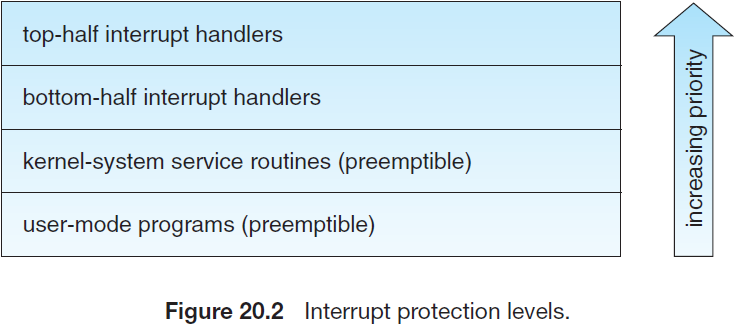 top-half interrupt handlers
bottom-half interrupt handlers
kernel-system service routines (preemptible)
user-mode programs (preemptible)
increasing priority
Figure 20.2 Interrupt protection levels.